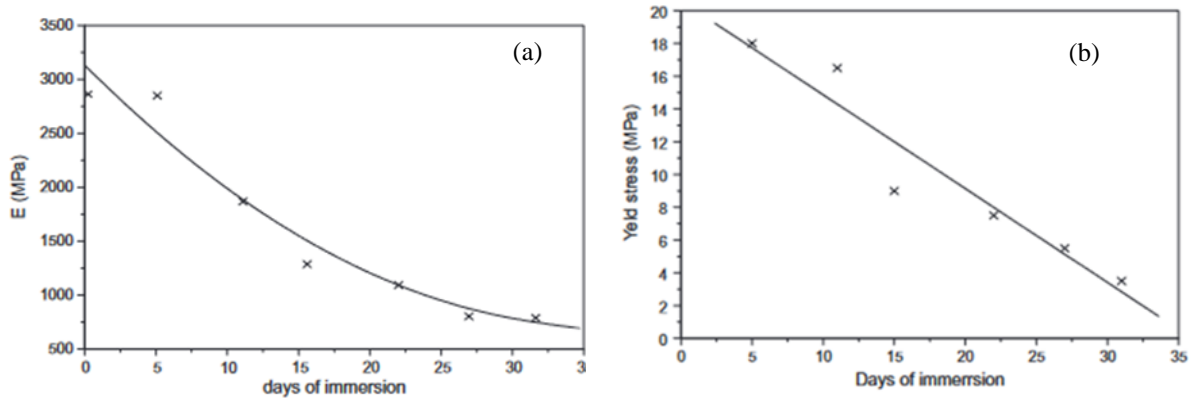 3500
3000
2500
2000
1500
1000
500
E (MPa)
(a)
0 5 10 15 20 25 30 3
days of immersion
20
18
16
14
12
10
8
6
4
2
0
Yeld stress (MPa)
(b)
0 5 10 15 20 25 30 35
Days of immerrsion